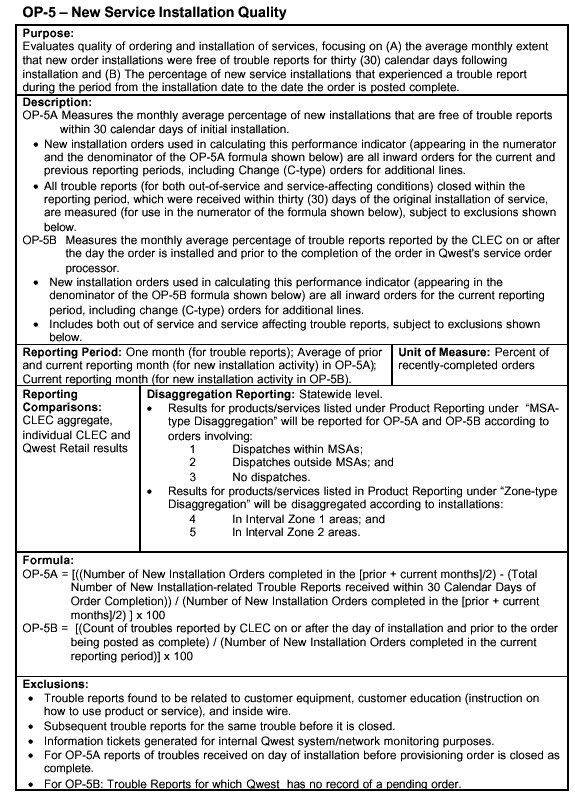 OP-5 – New Service Installation Quality
Purpose:
Evaluates quality of ordering and installation of services, focusing on (A) the average monthly extent
that new order installations were free of trouble reports for thirty (30) calendar days following
installation and (B) The percentage of new service installations that experienced a trouble report
during the period from the installation date to the date the order is posted complete.
Description:
OP-5A Measures the monthly average percentage of new installations that are free of trouble reports
within 30 calendar days of initial installation.
• New installation orders used in calculating this performance indicator (appearing in the numerator
and the denominator of the OP-5A formula shown below) are all inward orders for the current and
previous reporting periods, including Change (C-type) orders for additional lines.
• All trouble reports (for both out-of-service and service-affecting conditions) closed within the
reporting period, which were received within thirty (30) days of the original installation of service,
are measured (for use in the numerator of the formula shown below), subject to exclusions shown
below.
OP-5B Measures the monthly average percentage of trouble reports reported by the CLEC on or after
the day the order is installed and prior to the completion of the order in Qwest's service order
processor.
• New installation orders used in calculating this performance indicator (appearing in the
denominator of the OP-5B formula shown below) are all inward orders for the current reporting
period, including change (C-type) orders for additional lines.
• Includes both out of service and service affecting trouble reports, subject to exclusions shown
below.
Reporting Period: One month (for trouble reports); Average of prior
and current reporting month (for new installation activity) in OP-5A);
Current reporting month (for new installation activity in OP-5B).
Unit of Measure: Percent of
recently-completed orders
Reporting
Comparisons:
CLEC aggregate,
individual CLEC and
Qwest Retail results
Disaggregation Reporting: Statewide level.
• Results for products/services listed under Product Reporting under “MSA-
type Disaggregation” will be reported for OP-5A and OP-5B according to
orders involving:
1 Dispatches within MSAs;
2 Dispatches outside MSAs; and
3 No dispatches.
• Results for products/services listed in Product Reporting under “Zone-type
Disaggregation” will be disaggregated according to installations:
4 In Interval Zone 1 areas; and
5 In Interval Zone 2 areas.
Formula:
OP-5A = [((Number of New Installation Orders completed in the [prior + current months]/2) - (Total
Number of New Installation-related Trouble Reports received within 30 Calendar Days of
Order Completion)) / (Number of New Installation Orders completed in the [prior + current
months]/2) ] x 100
OP-5B = [(Count of troubles reported by CLEC on or after the day of installation and prior to the order
being posted as complete) / (Number of New Installation Orders completed in the current
reporting period)] x 100
Exclusions:
• Trouble reports found to be related to customer equipment, customer education (instruction on
how to use product or service), and inside wire.
• Subsequent trouble reports for the same trouble before it is closed.
• Information tickets generated for internal Qwest system/network monitoring purposes.
• For OP-5A reports of troubles received on day of installation before provisioning order is closed as
complete.
• For OP-5B: Trouble Reports for which Qwest has no record of a pending order.